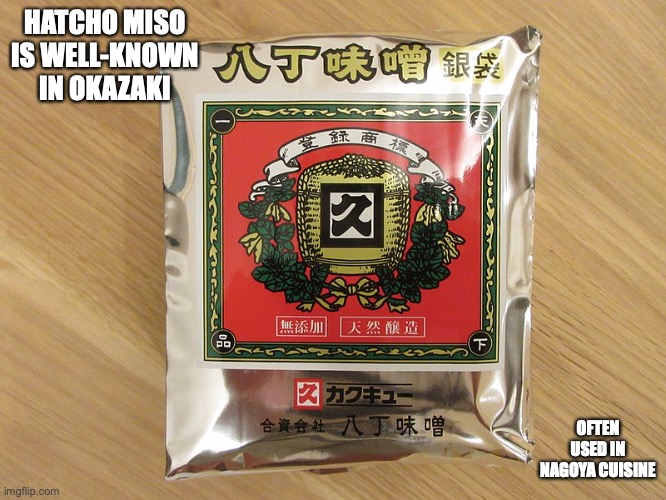 HATCHO MISO
IS WELL-KNOWN
IN OKAZAKI
八丁味噌 銀袋
一 天
登録商標
久
無添加 天然醸造
品 下
久 カクキュー
合資会社 八丁味噌
OFTEN
USED IN
NAGOYA CUISINE
imgflip.com